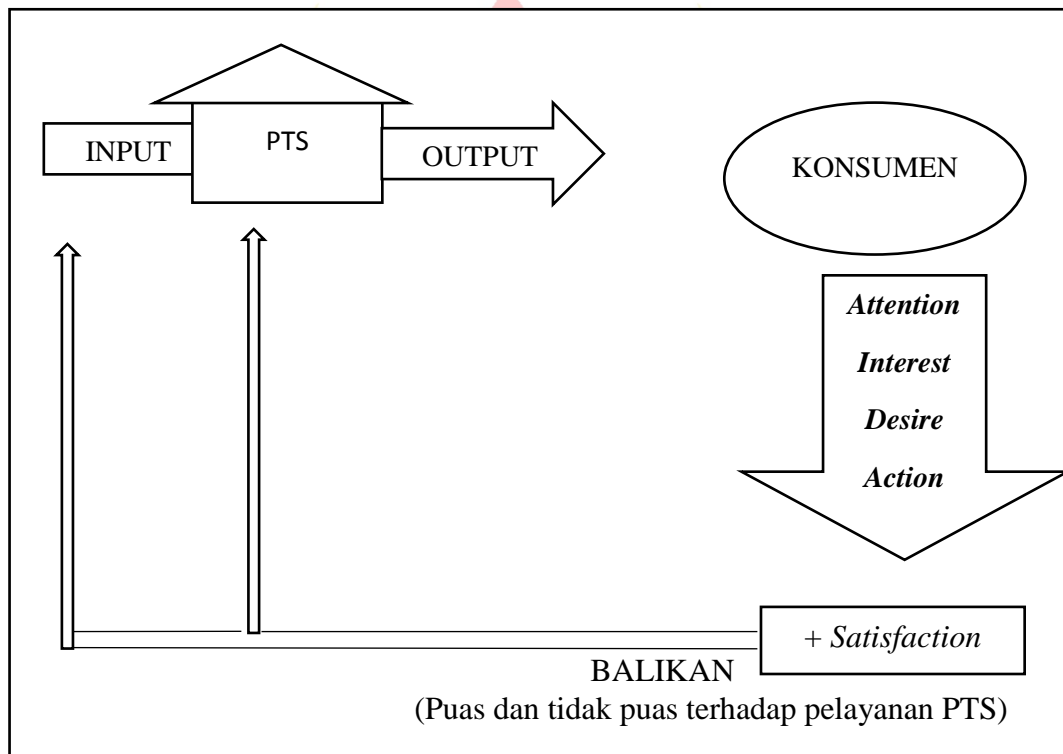 INPUT
PTS
OUTPUT
KONSUMEN
Attention
Interest
Desire
Action
+ Satisfaction
BALIKAN
(Puas dan tidak puas terhadap pelayanan PTS)